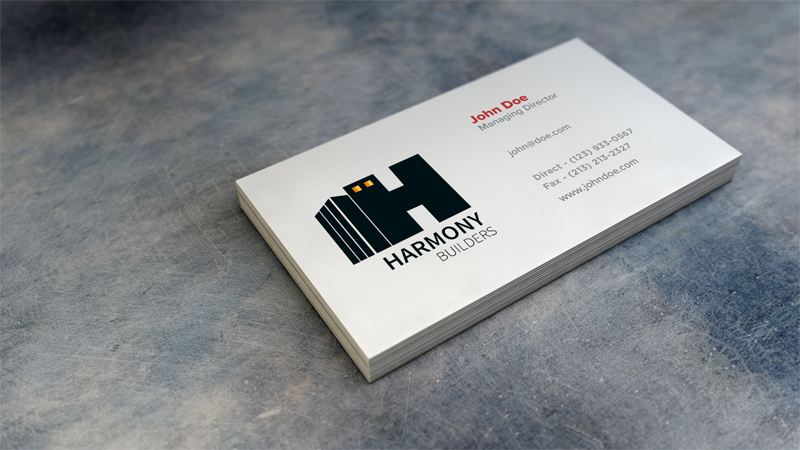 H
HARMONY
BUILDERS
John Doe
Managing Director
john@doe.com
Direct - (123) 933-0567
Fax - (213) 213-2327
www.johndoe.com